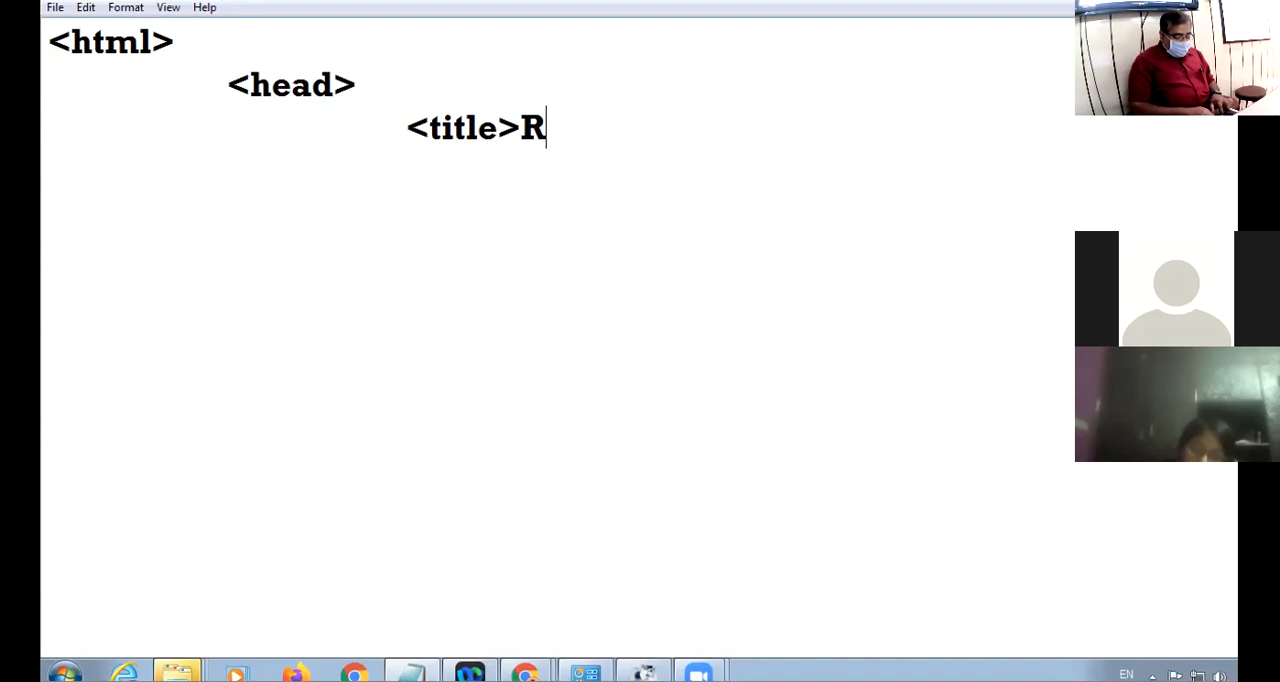 File Edit Format View Help
<html>
<head>
<title>R
EN